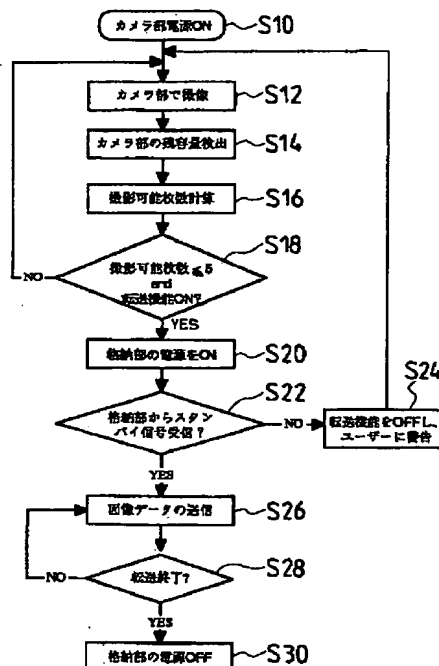 カメラ部電源ON
S10
カメラ部で撮像
S12
カメラ部の残容量検出
S14
撮影可能枚数計算
S16
S18
撮影可能枚数≦5
and
転送機能ON?
NO
YES
格納部の電源をON
S20
S22
格納部からスタン
バイ信号受信?
NO
S24
転送機能をOFFし、
ユーザーに警告
YES
画像データの送信
S26
転送終了?
S28
NO
YES
格納部の電源OFF
S30